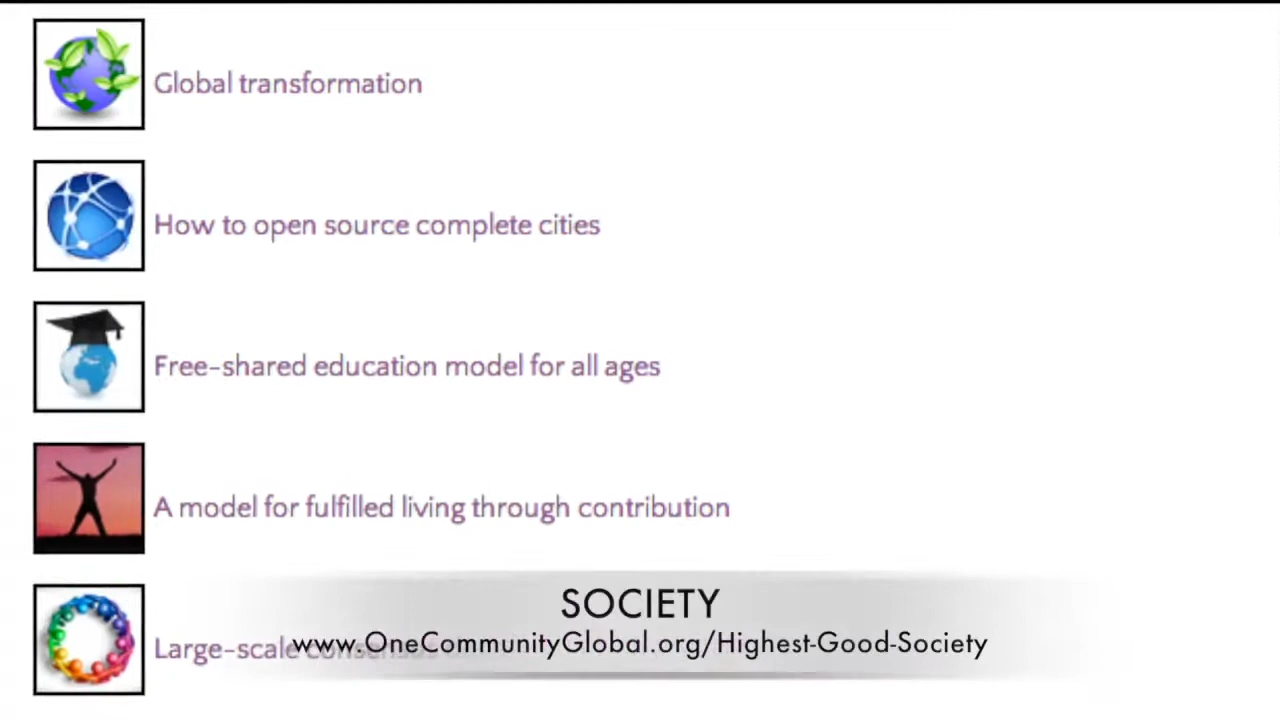 Global transformation
How to open source complete cities
Free-shared education model for all ages
A model for fulfilled living through contribution
SOCIETY
Large-scale
www.OneCommunityGlobal.org/Highest-Good-Society